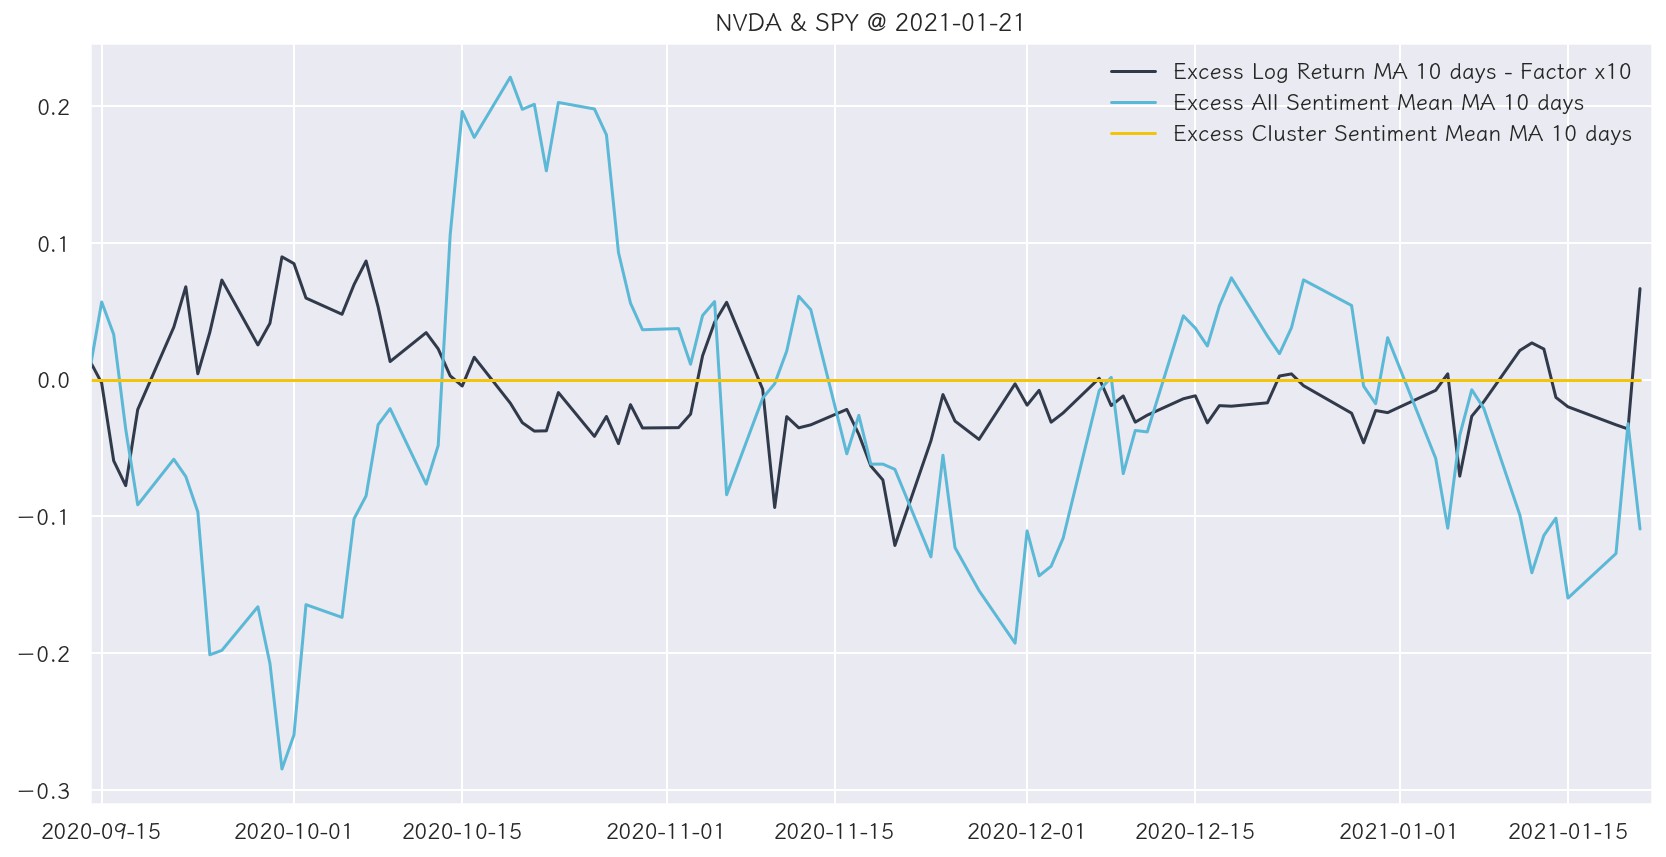 NVDA & SPY @ 2021-01-21
Excess Log Return MA 10 days - Factor x10
Excess All Sentiment Mean MA 10 days
Excess Cluster Sentiment Mean MA 10 days
0.2
0.1
0.0
−0.1
−0.2
−0.3
2020-09-15 2020-10-01 2020-10-15 2020-11-01 2020-11-15 2020-12-01 2020-12-15 2021-01-01 2021-01-15